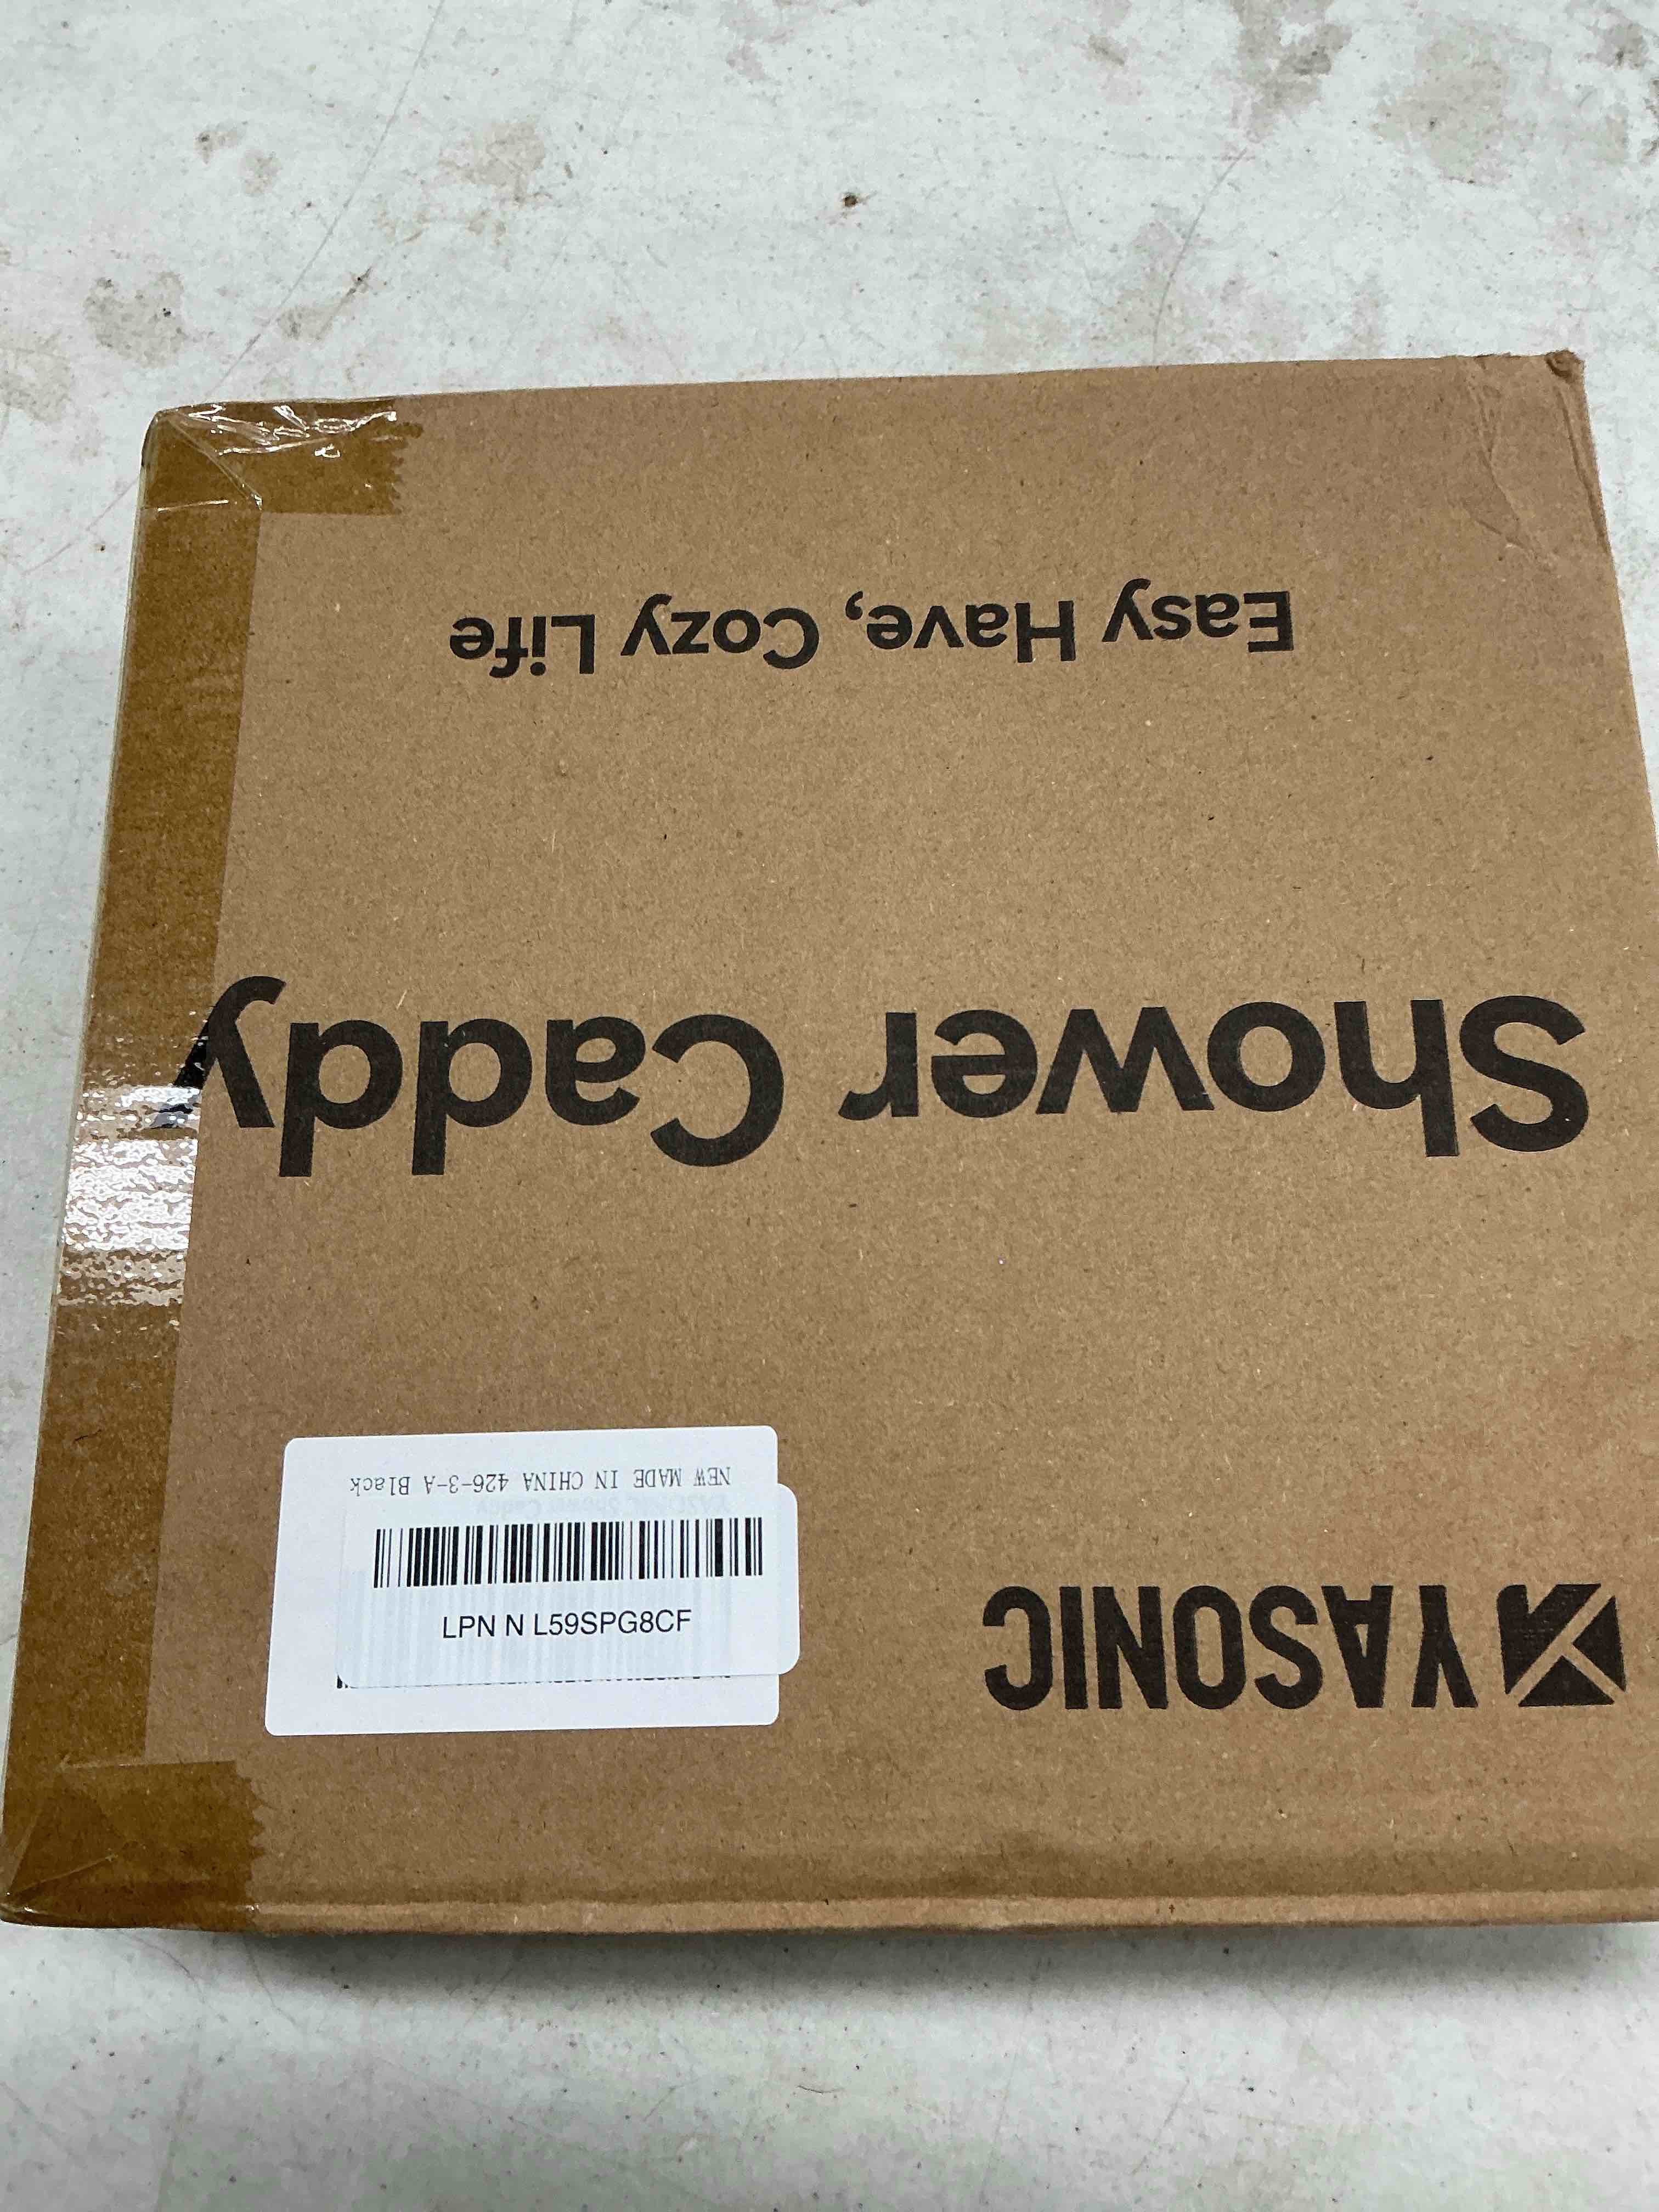 YASONIC
Shower Caddy
Easy Have, Cozy Life
NEW MADE IN CHINA 426-3-A Black
LPN N L59SPG8CF